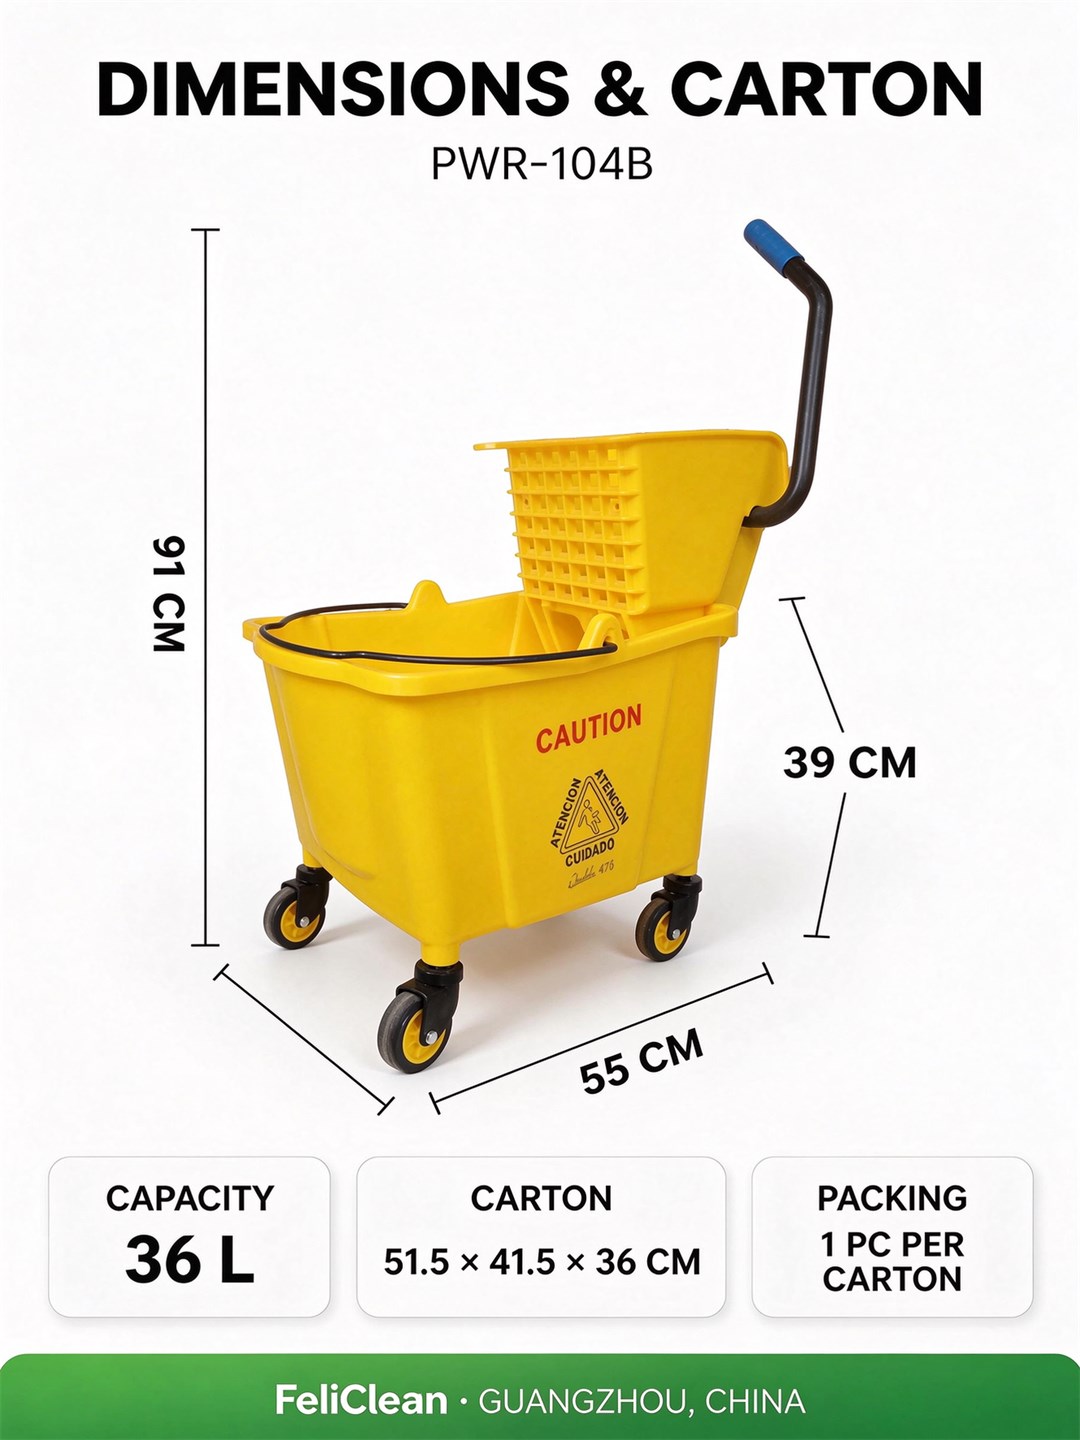 DIMENSIONS & CARTON
PWR-104B
91 CM
39 CM
CAUTION
ATENCION
ATENCION
CUIDADO
476
55 CM
CAPACITY
36 L
CARTON
51.5 × 41.5 × 36 CM
PACKING
1 PC PER
CARTON
FeliClean · GUANGZHOU, CHINA